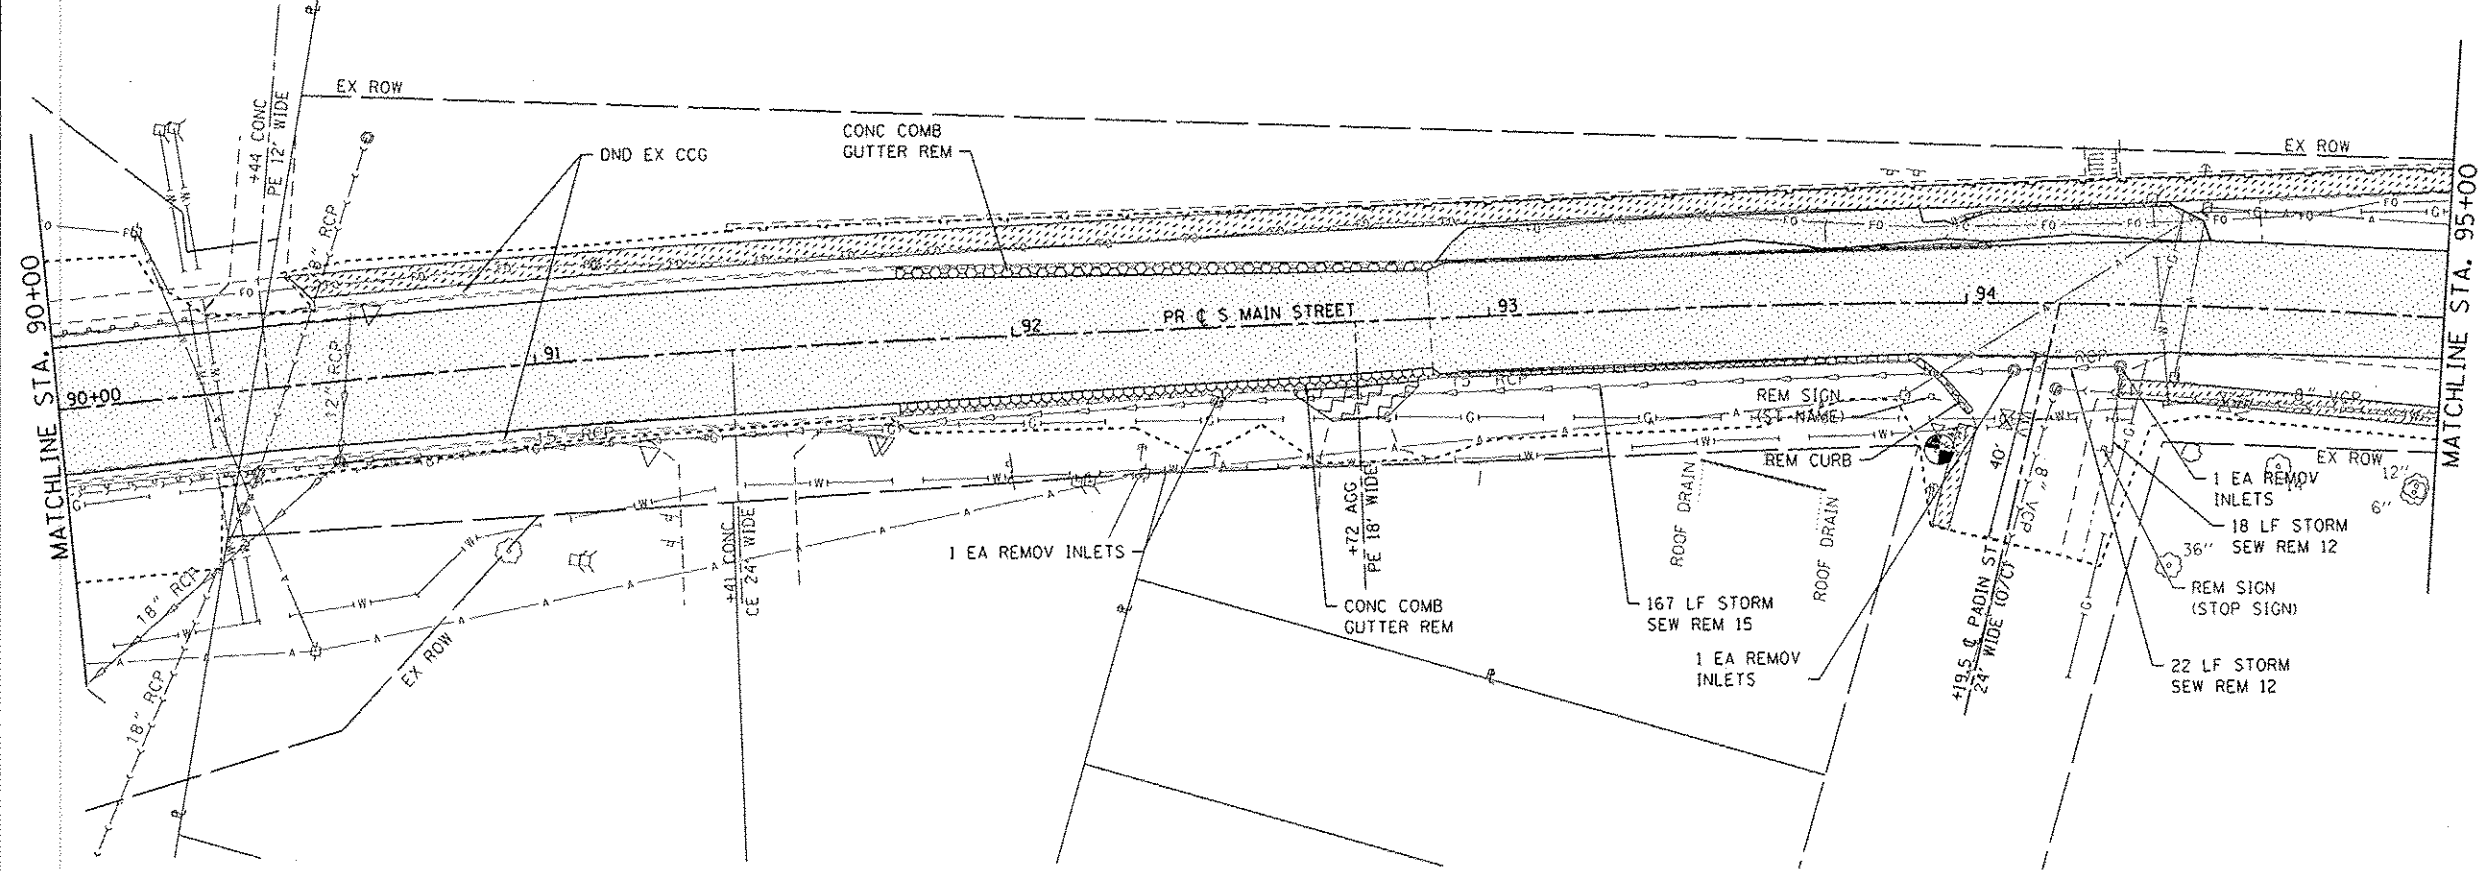 EX ROW
+44 CONC
PE 12' WIDE
CONC COMB
GUTTER REM
DND EX CCG
EX ROW
18" RCP
MATCHLINE STA. 90+00
MATCHLINE STA. 95+00
90+00
91
92
93
94
PR ℄ S MAIN STREET
12" RCP
15" RCP
15" RCP
RCP
8" VCP
REM SIGN
(ST NAME)
REM CURB
+41 CONC
CE 24' WIDE
1 EA REMOV INLETS
+72 AGG
PE 18' WIDE
CONC COMB
GUTTER REM
167 LF STORM
SEW REM 15
ROOF DRAIN
ROOF DRAIN
1 EA REMOV
INLETS
40'
8" VCP
+19.5 ℄ PADIN ST
24' WIDE (O/C)
EX ROW
12"
14"
6"
36"
1 EA REMOV
INLETS
18 LF STORM
SEW REM 12
REM SIGN
(STOP SIGN)
22 LF STORM
SEW REM 12
EX ROW
18" RCP
18" RCP